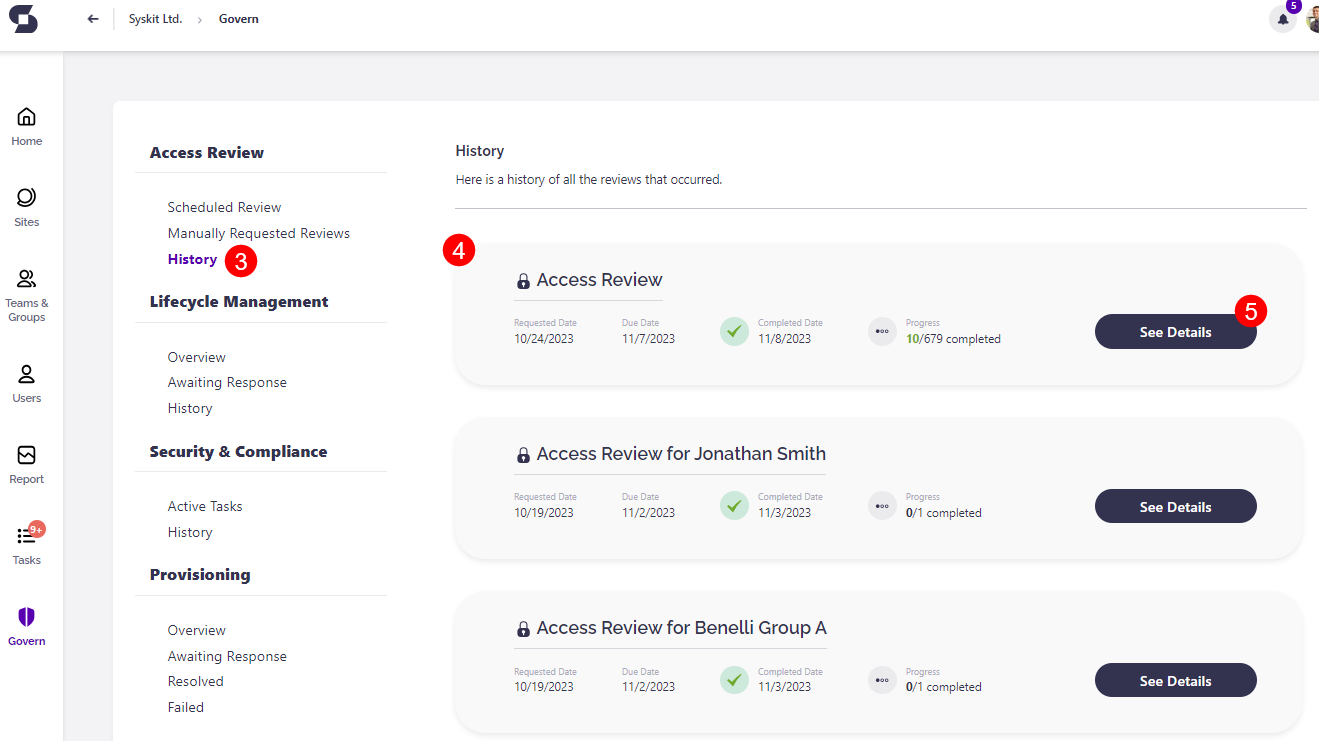 Syskit Ltd. > Govern
5
Home
Sites
Teams &
Groups
Users
Report
9+
Tasks
Govern
Access Review
Scheduled Review
Manually Requested Reviews
History 3
Lifecycle Management
Overview
Awaiting Response
History
Security & Compliance
Active Tasks
History
Provisioning
Overview
Awaiting Response
Resolved
Failed
History
Here is a history of all the reviews that occurred.
4
Access Review
Requested Date Due Date Completed Date Progress
10/24/2023 11/7/2023 11/8/2023 10/679 completed
See Details
5
Access Review for Jonathan Smith
Requested Date Due Date Completed Date Progress
10/19/2023 11/2/2023 11/3/2023 0/1 completed
See Details
Access Review for Benelli Group A
Requested Date Due Date Completed Date Progress
10/19/2023 11/2/2023 11/3/2023 0/1 completed
See Details